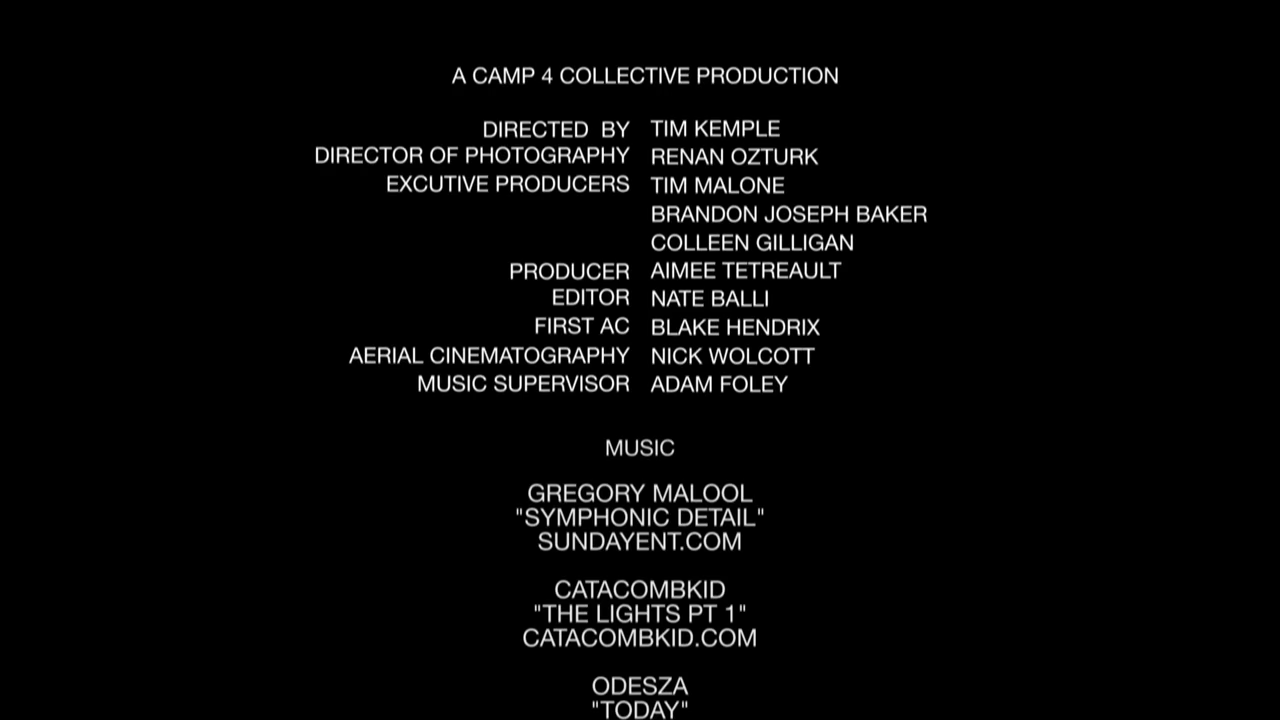 A CAMP 4 COLLECTIVE PRODUCTION
DIRECTED BY TIM KEMPLE
DIRECTOR OF PHOTOGRAPHY RENAN OZTURK
EXCUTIVE PRODUCERS TIM MALONE
BRANDON JOSEPH BAKER
COLLEEN GILLIGAN
PRODUCER AIMEE TETREAULT
EDITOR NATE BALLI
FIRST AC BLAKE HENDRIX
AERIAL CINEMATOGRAPHY NICK WOLCOTT
MUSIC SUPERVISOR ADAM FOLEY
MUSIC
GREGORY MALOOL
"SYMPHONIC DETAIL"
SUNDAYENT.COM
CATACOMBKID
"THE LIGHTS PT 1"
CATACOMBKID.COM
ODESZA
"TODAY"